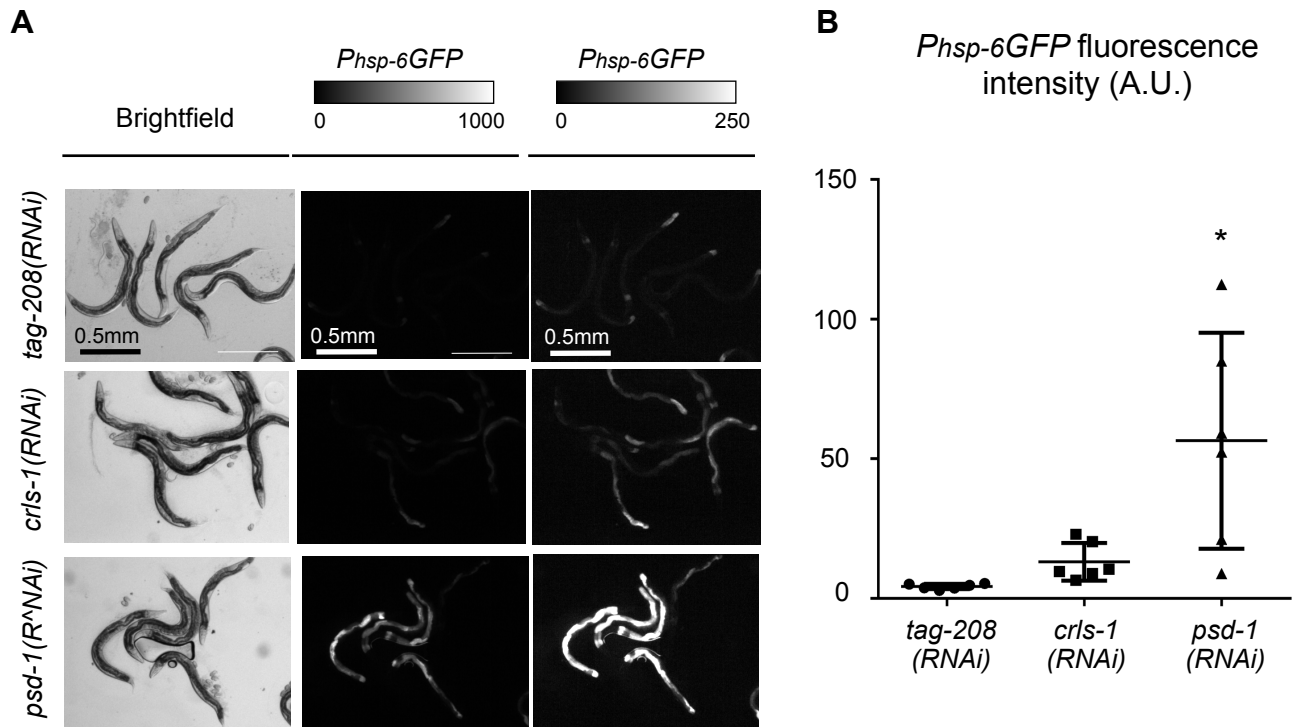 A
Brightfield
Phsp-6GFP
0 1000
Phsp-6GFP
0 250
tag-208(RNAi)
0.5mm
0.5mm
0.5mm
crls-1(RNAi)
psd-1(R^NAi)
B
Phsp-6GFP fluorescence
intensity (A.U.)
150
100
50
0
*
tag-208
(RNAi)
crls-1
(RNAi)
psd-1
(RNAi)